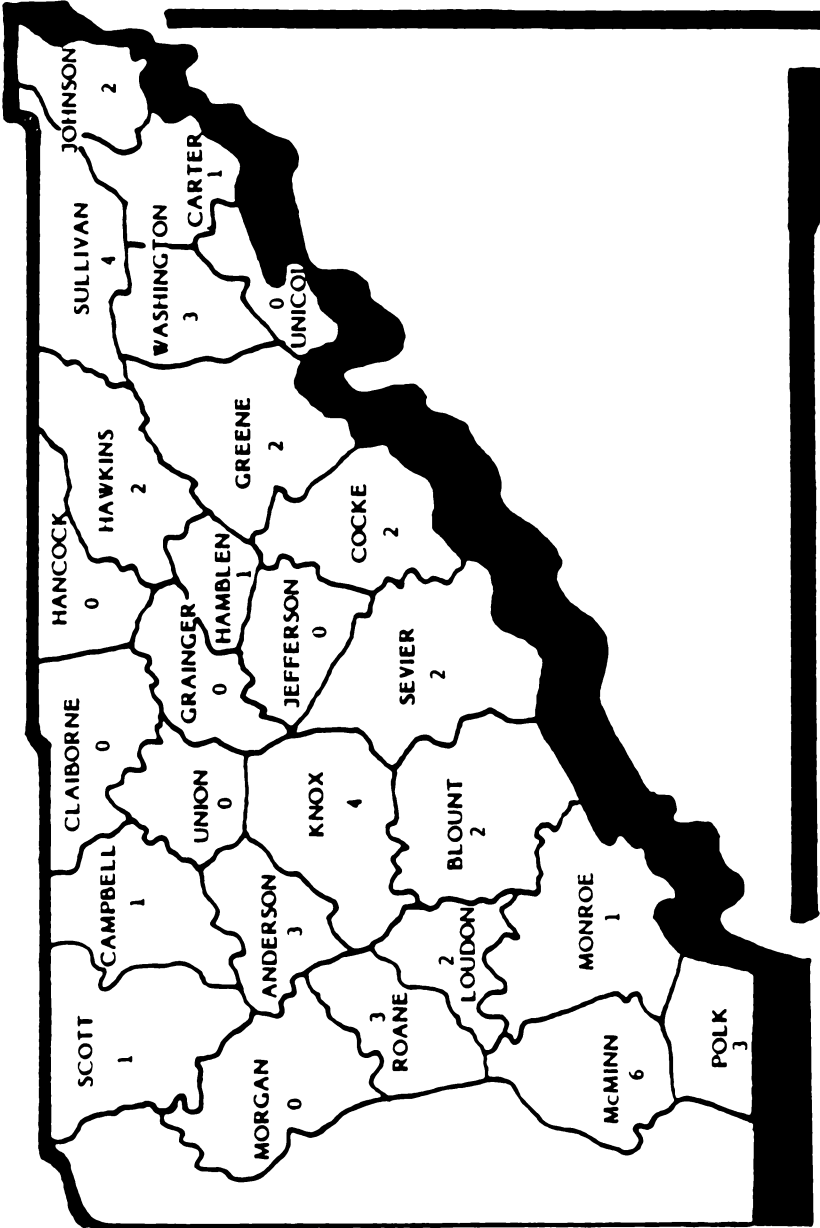 JOHNSON
2
SULLIVAN
4
CARTER
1
WASHINGTON
3
UNICOI
0
HAWKINS
2
GREENE
2
HANCOCK
0
HAMBLEN
1
COCKE
2
GRAINGER
0
JEFFERSON
0
SEVIER
2
CLAIBORNE
0
UNION
0
KNOX
4
BLOUNT
2
CAMPBELL
1
ANDERSON
3
LOUDON
2
MONROE
1
SCOTT
1
MORGAN
0
ROANE
3
McMINN
6
POLK
3